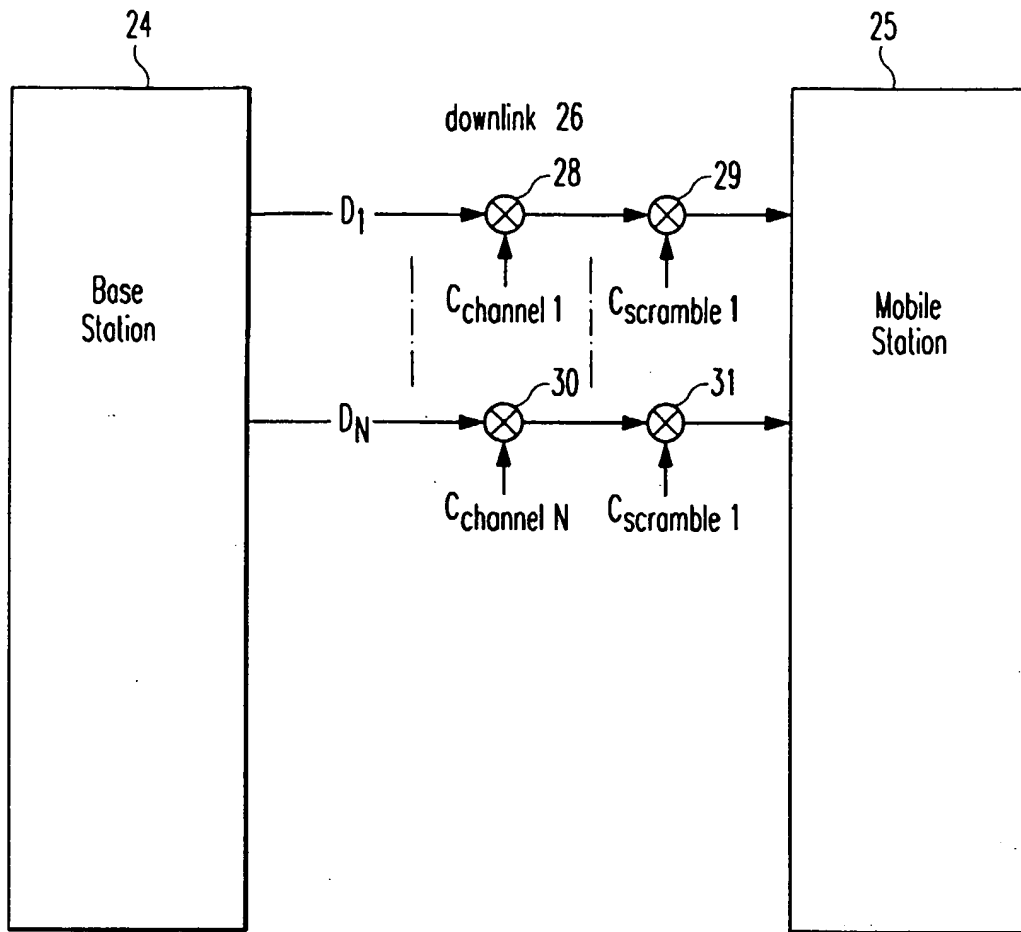 24
25
downlink 26
28
29
D1
Base
Station
Cchannel 1
Cscramble 1
Mobile
Station
30
31
DN
Cchannel N
Cscramble 1